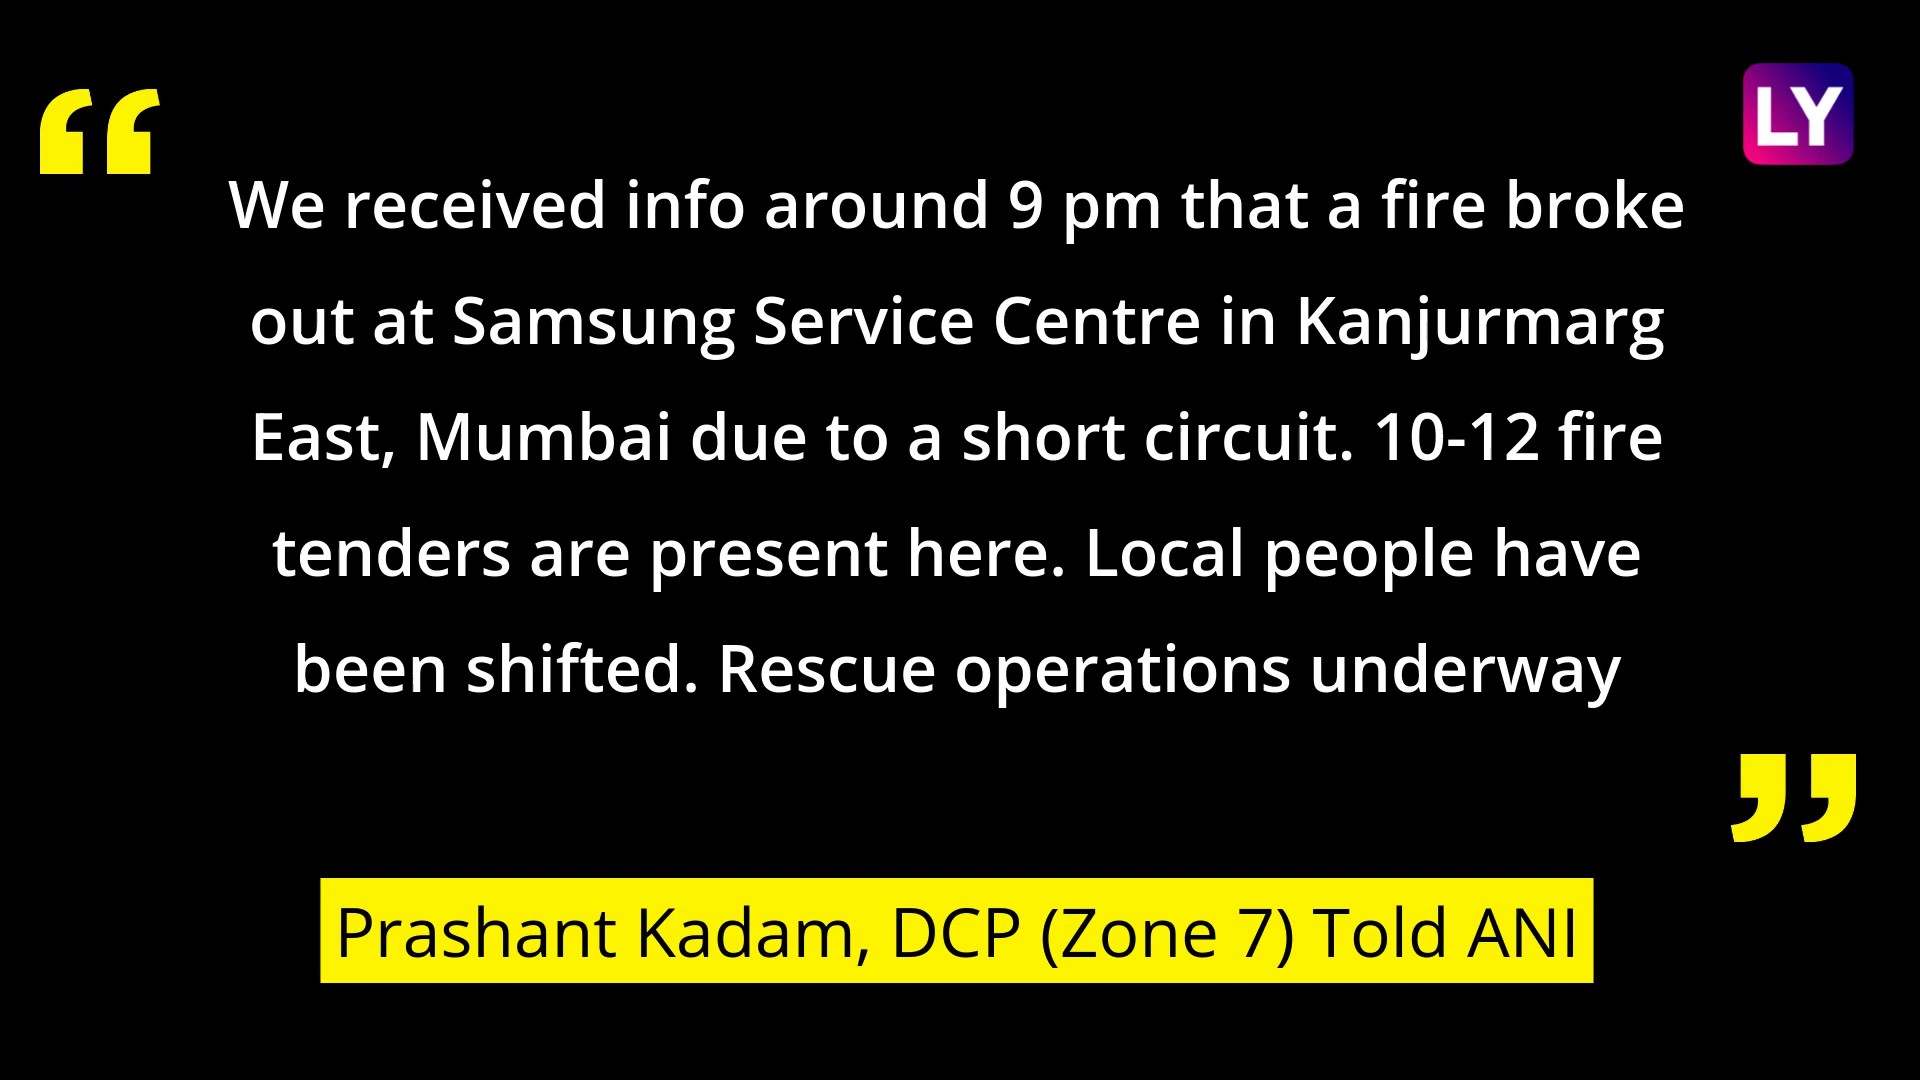 “
LY
We received info around 9 pm that a fire broke
out at Samsung Service Centre in Kanjurmarg
East, Mumbai due to a short circuit. 10-12 fire
tenders are present here. Local people have
been shifted. Rescue operations underway
”
Prashant Kadam, DCP (Zone 7) Told ANI